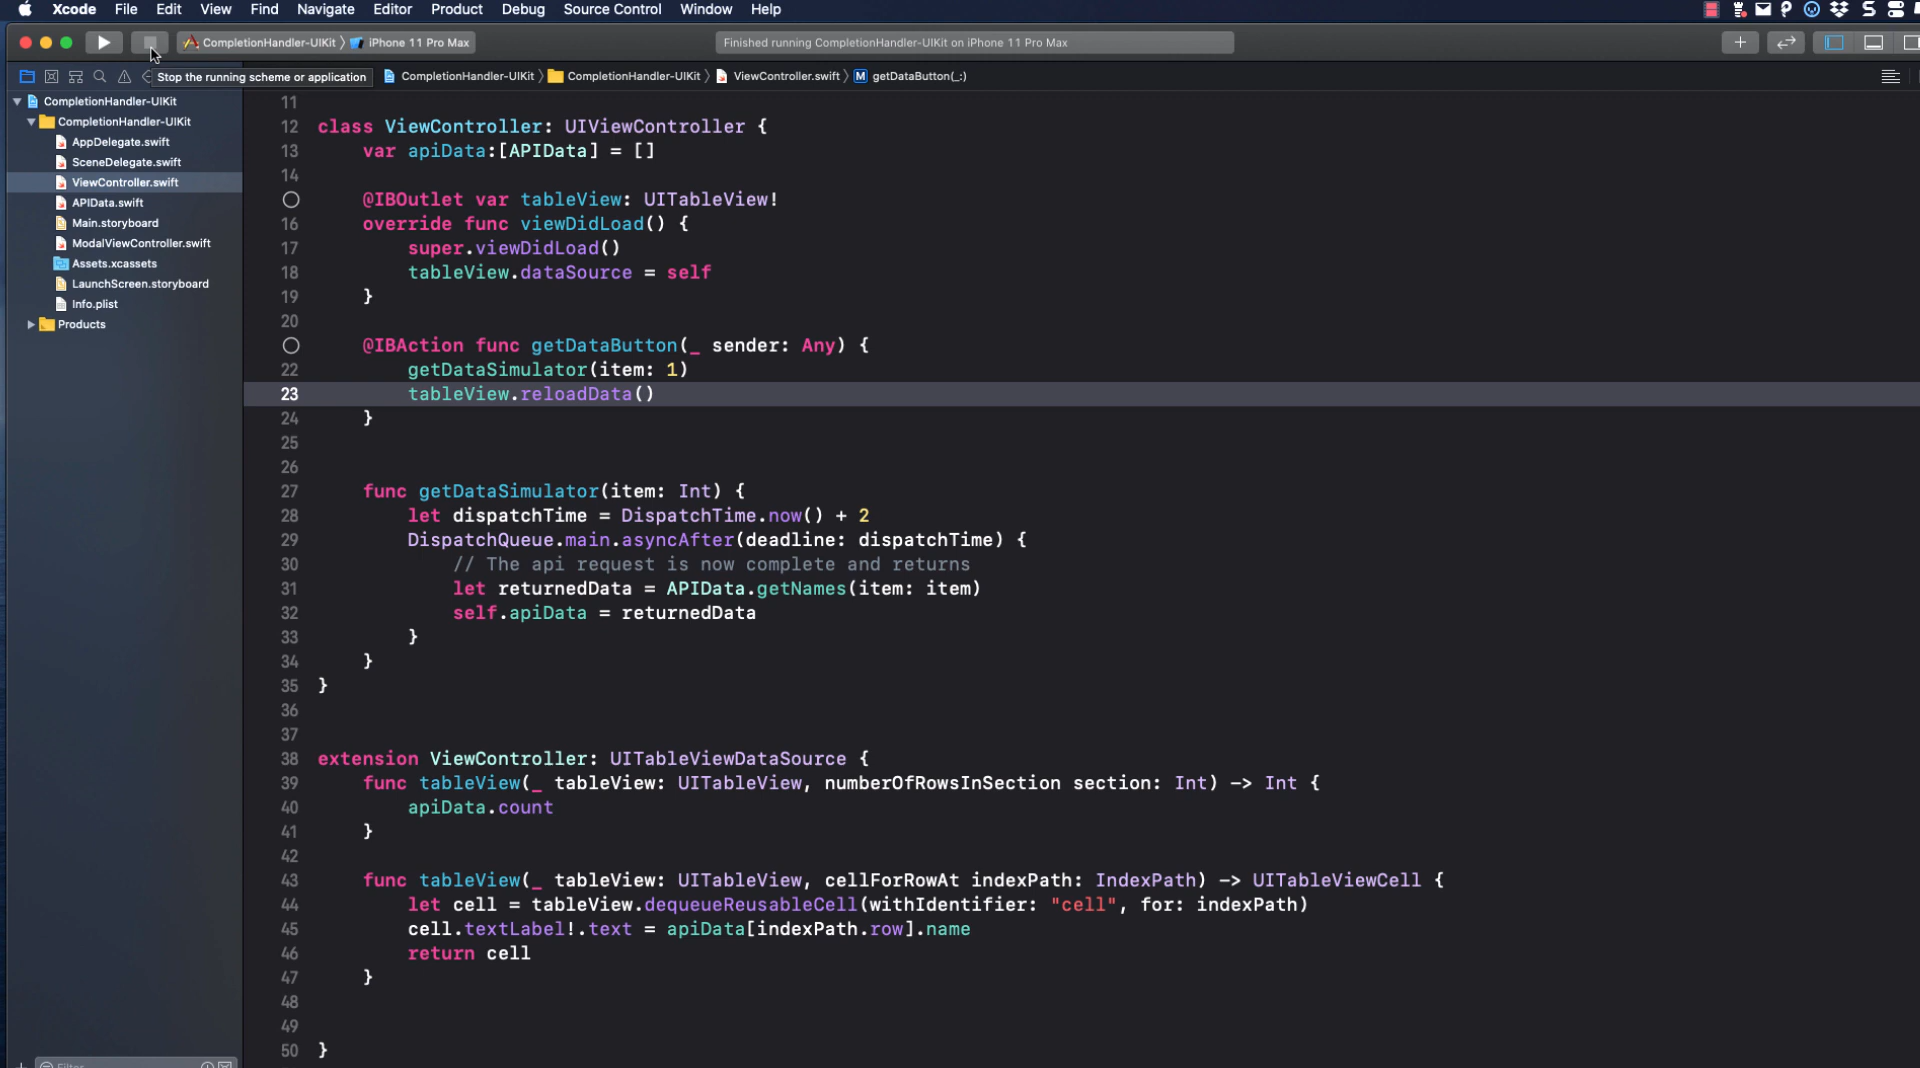 Xcode File Edit View Find Navigate Editor Product Debug Source Control Window Help
CompletionHandler-UIKit 〉 iPhone 11 Pro Max
Finished running CompletionHandler-UIKit on iPhone 11 Pro Max
Stop the running scheme or application
CompletionHandler-UIKit 〉 CompletionHandler-UIKit 〉 ViewController.swift 〉 M getDataButton(_:)
CompletionHandler-UIKit
CompletionHandler-UIKit
AppDelegate.swift
SceneDelegate.swift
ViewController.swift
APIData.swift
Main.storyboard
ModalViewController.swift
Assets.xcassets
LaunchScreen.storyboard
Info.plist
Products
Filter
11
12 class ViewController: UIViewController {
13 var apiData:[APIData] = []
14
@IBOutlet var tableView: UITableView!
16 override func viewDidLoad() {
17 super.viewDidLoad()
18 tableView.dataSource = self
19 }
20
@IBAction func getDataButton(_ sender: Any) {
22 getDataSimulator(item: 1)
23 tableView.reloadData()
24 }
25
26
27 func getDataSimulator(item: Int) {
28 let dispatchTime = DispatchTime.now() + 2
29 DispatchQueue.main.asyncAfter(deadline: dispatchTime) {
30 // The api request is now complete and returns
31 let returnedData = APIData.getNames(item: item)
32 self.apiData = returnedData
33 }
34 }
35 }
36
37
38 extension ViewController: UITableViewDataSource {
39 func tableView(_ tableView: UITableView, numberOfRowsInSection section: Int) -> Int {
40 apiData.count
41 }
42
43 func tableView(_ tableView: UITableView, cellForRowAt indexPath: IndexPath) -> UITableViewCell {
44 let cell = tableView.dequeueReusableCell(withIdentifier: "cell", for: indexPath)
45 cell.textLabel!.text = apiData[indexPath.row].name
46 return cell
47 }
48
49
50 }